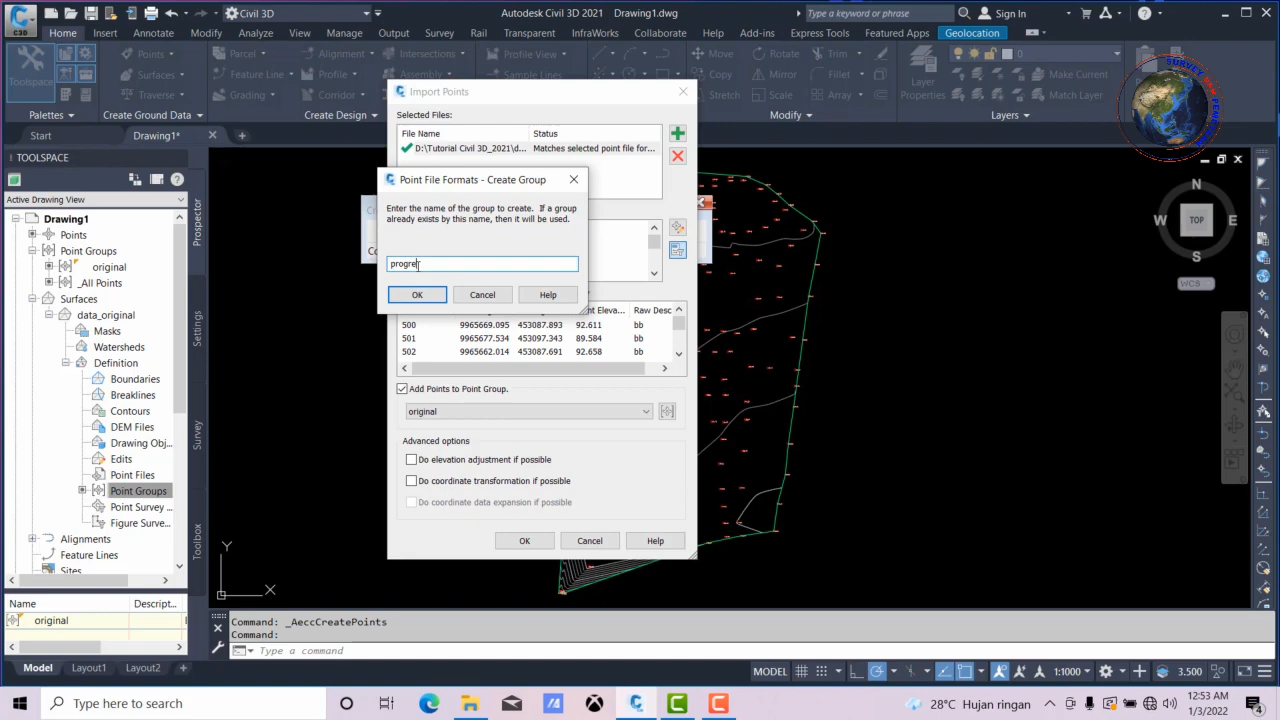 C3D
Civil 3D
Autodesk Civil 3D 2021 Drawing1.dwg
Type a keyword or phrase
Sign In
Home Insert Annotate Modify Analyze View Manage Output Survey Rail Transparent InfraWorks Collaborate Help Add-ins Express Tools Featured Apps Geolocation
Toolspace
Points
Surfaces
Traverse
Parcel
Feature Line
Grading
Alignment
Profile
Corridor
Intersections
Assembly
Profile View
Sample Lines
Move
Copy
Stretch
Rotate
Mirror
Scale
Trim
Fillet
Array
Layer
Properties
0
Make Current
Match Layer
Palettes
Create Ground Data
Create Design
Modify
Layers
Start
Drawing1*
TOOLSPACE
Active Drawing View
Drawing1
Points
Point Groups
original
_All Points
Surfaces
data_original
Masks
Watersheds
Definition
Boundaries
Breaklines
Contours
DEM Files
Drawing Obj...
Edits
Point Files
Point Groups
Point Survey ...
Figure Surve...
Alignments
Feature Lines
Sites
Prospector
Settings
Survey
Toolbox
Name Descript...
original
Import Points
Selected Files:
File Name Status
D:\Tutorial Civil 3D_2021\d... Matches selected point file for...
Point File Formats - Create Group
Enter the name of the group to create. If a group
already exists by this name, then it will be used.
progre
OK Cancel Help
Raw Desc
500 9965669.095 453087.893 92.611 bb
501 9965677.534 453097.343 89.584 bb
502 9965662.014 453087.691 92.658 bb
Add Points to Point Group.
original
Advanced options
Do elevation adjustment if possible
Do coordinate transformation if possible
Do coordinate data expansion if possible
OK Cancel Help
N
W TOP E
S
WCS
Y
X
Command: _AeccCreatePoints
Command:
Type a command
Model Layout1 Layout2
MODEL
1:1000
3.500
Type here to search
28°C Hujan ringan
12:53 AM
1/3/2022
4